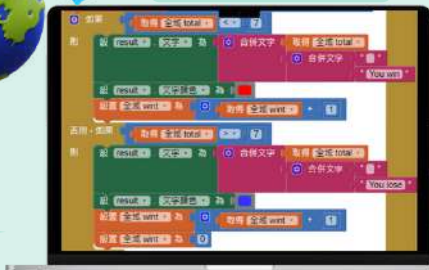 如果 取得 全域 total < 7
則 設 result . 文字 為 合併文字 取得 全域 total
合併文字 " "
" You win "
設 result . 文字顏色 為
設置 全域 wint 為 取得 全域 wint + 1
否則,如果 取得 全域 total > 7
則 設 result . 文字 為 合併文字 取得 全域 total
合併文字 " "
" You lose "
設 result . 文字顏色 為
設置 全域 wint 為 取得 全域 wint + 1
設置 全域 wint 為 0